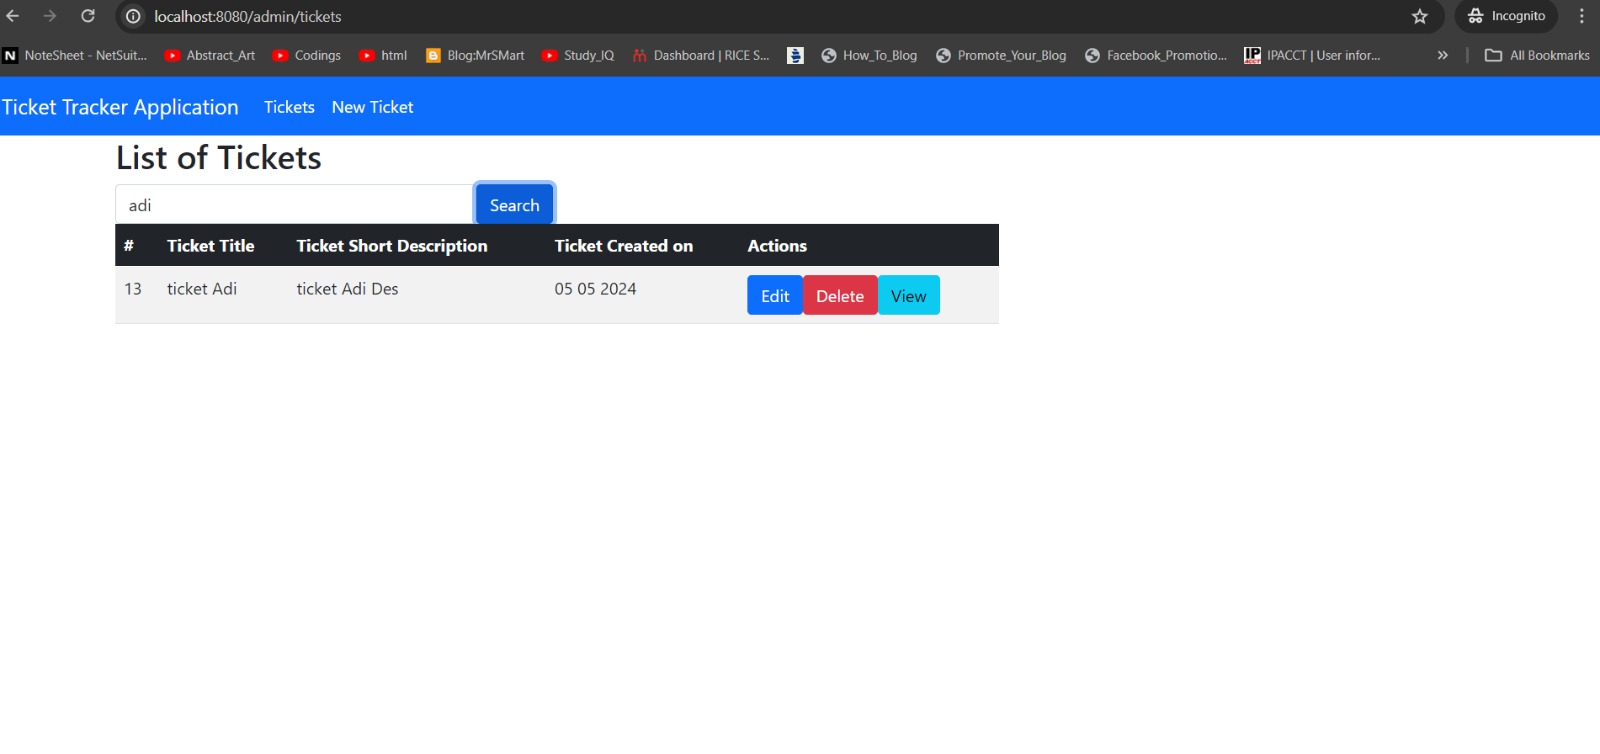 localhost:8080/admin/tickets Incognito
N NoteSheet - NetSuit... Abstract_Art Codings html Blog:MrSMart Study_IQ Dashboard | RICE S... How_To_Blog Promote_Your_Blog Facebook_Promotio... IP ACCT IPACCT | User infor... » All Bookmarks
Ticket Tracker Application Tickets New Ticket
List of Tickets
adi Search
# Ticket Title Ticket Short Description Ticket Created on Actions
13 ticket Adi ticket Adi Des 05 05 2024 Edit Delete View